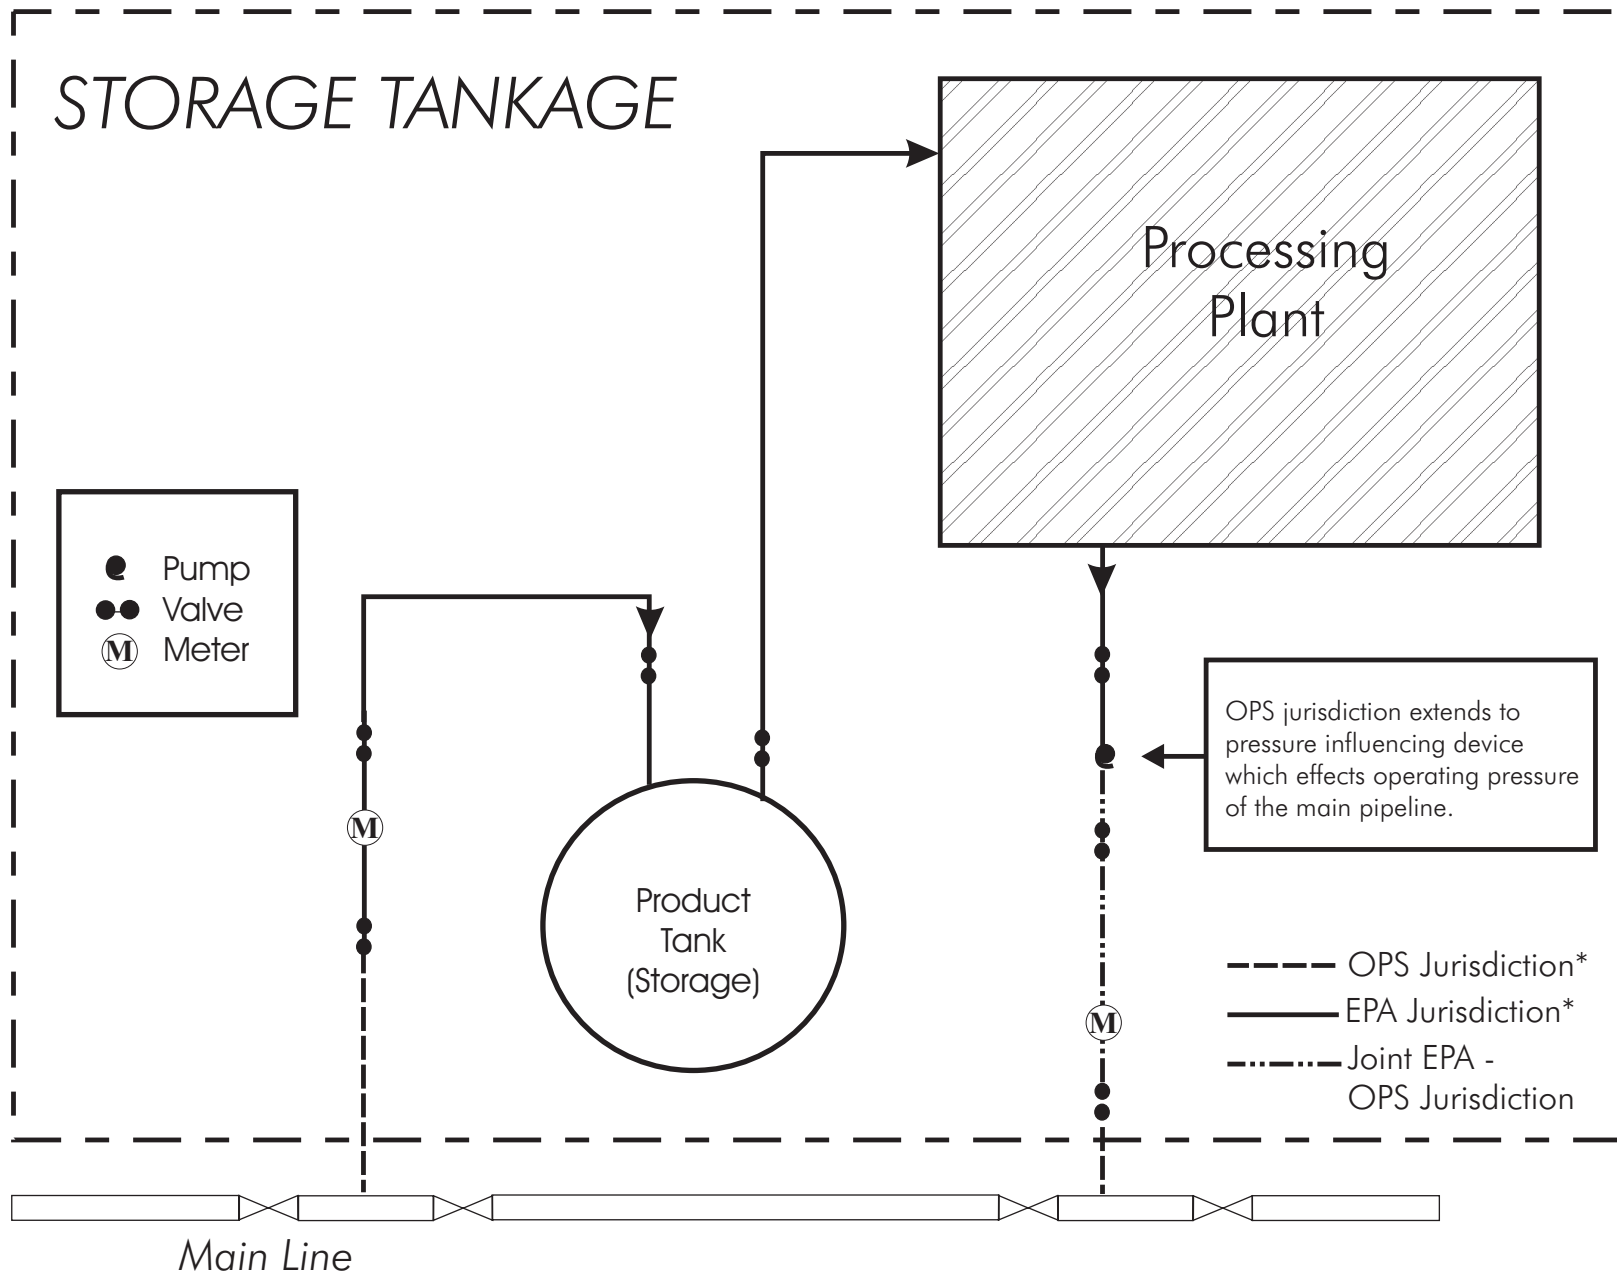 STORAGE TANKAGE
Processing
Plant
Pump
Valve
M Meter
OPS jurisdiction extends to
pressure influencing device
which effects operating pressure
of the main pipeline.
M
Product
Tank
(Storage)
OPS Jurisdiction*
EPA Jurisdiction*
M
Joint EPA -
OPS Jurisdiction
Main Line